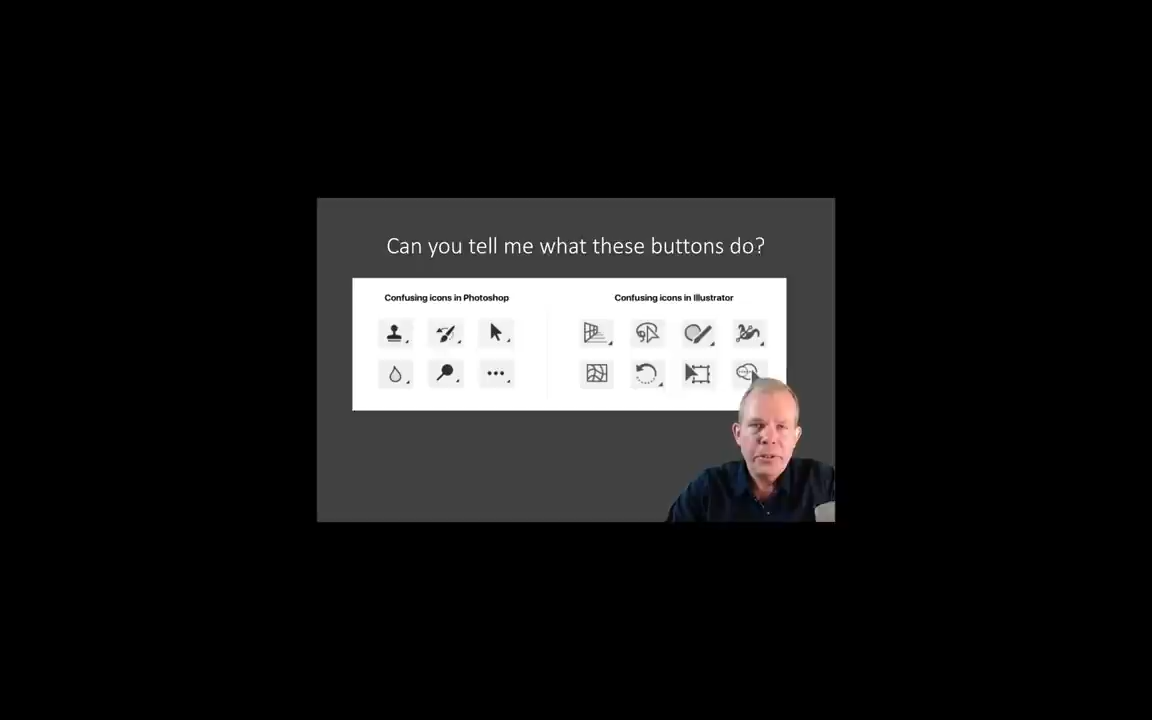 Can you tell me what these buttons do?
Confusing icons in Photoshop
Confusing icons in Illustrator